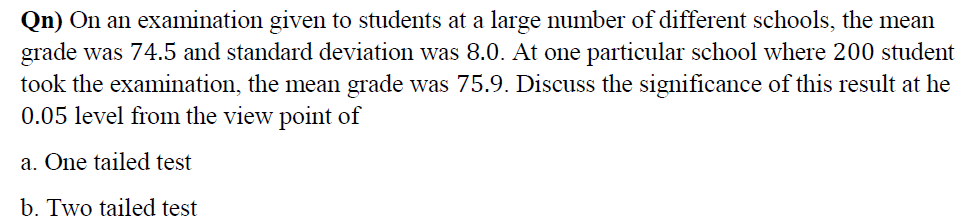 Qn) On an examination given to students at a large number of different schools, the mean
grade was 74.5 and standard deviation was 8.0. At one particular school where 200 student
took the examination, the mean grade was 75.9. Discuss the significance of this result at he
0.05 level from the view point of
a. One tailed test
b. Two tailed test